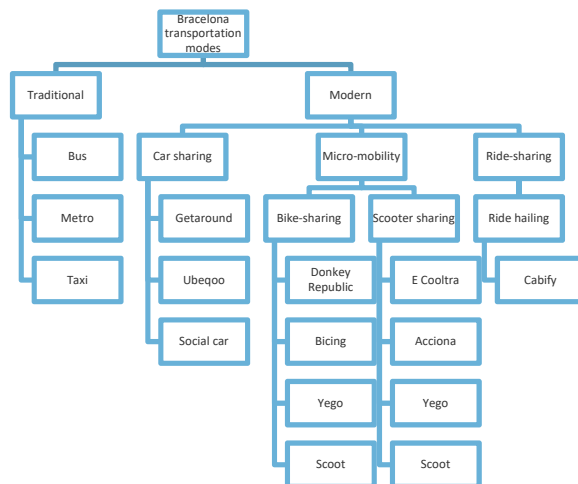 Bracelona
transportation
modes
Traditional
Modern
Bus
Car sharing
Micro-mobility
Ride-sharing
Metro
Getaround
Bike-sharing
Scooter sharing
Ride hailing
Taxi
Ubeqoo
Donkey
Republic
E Cooltra
Cabify
Social car
Bicing
Acciona
Yego
Yego
Scoot
Scoot